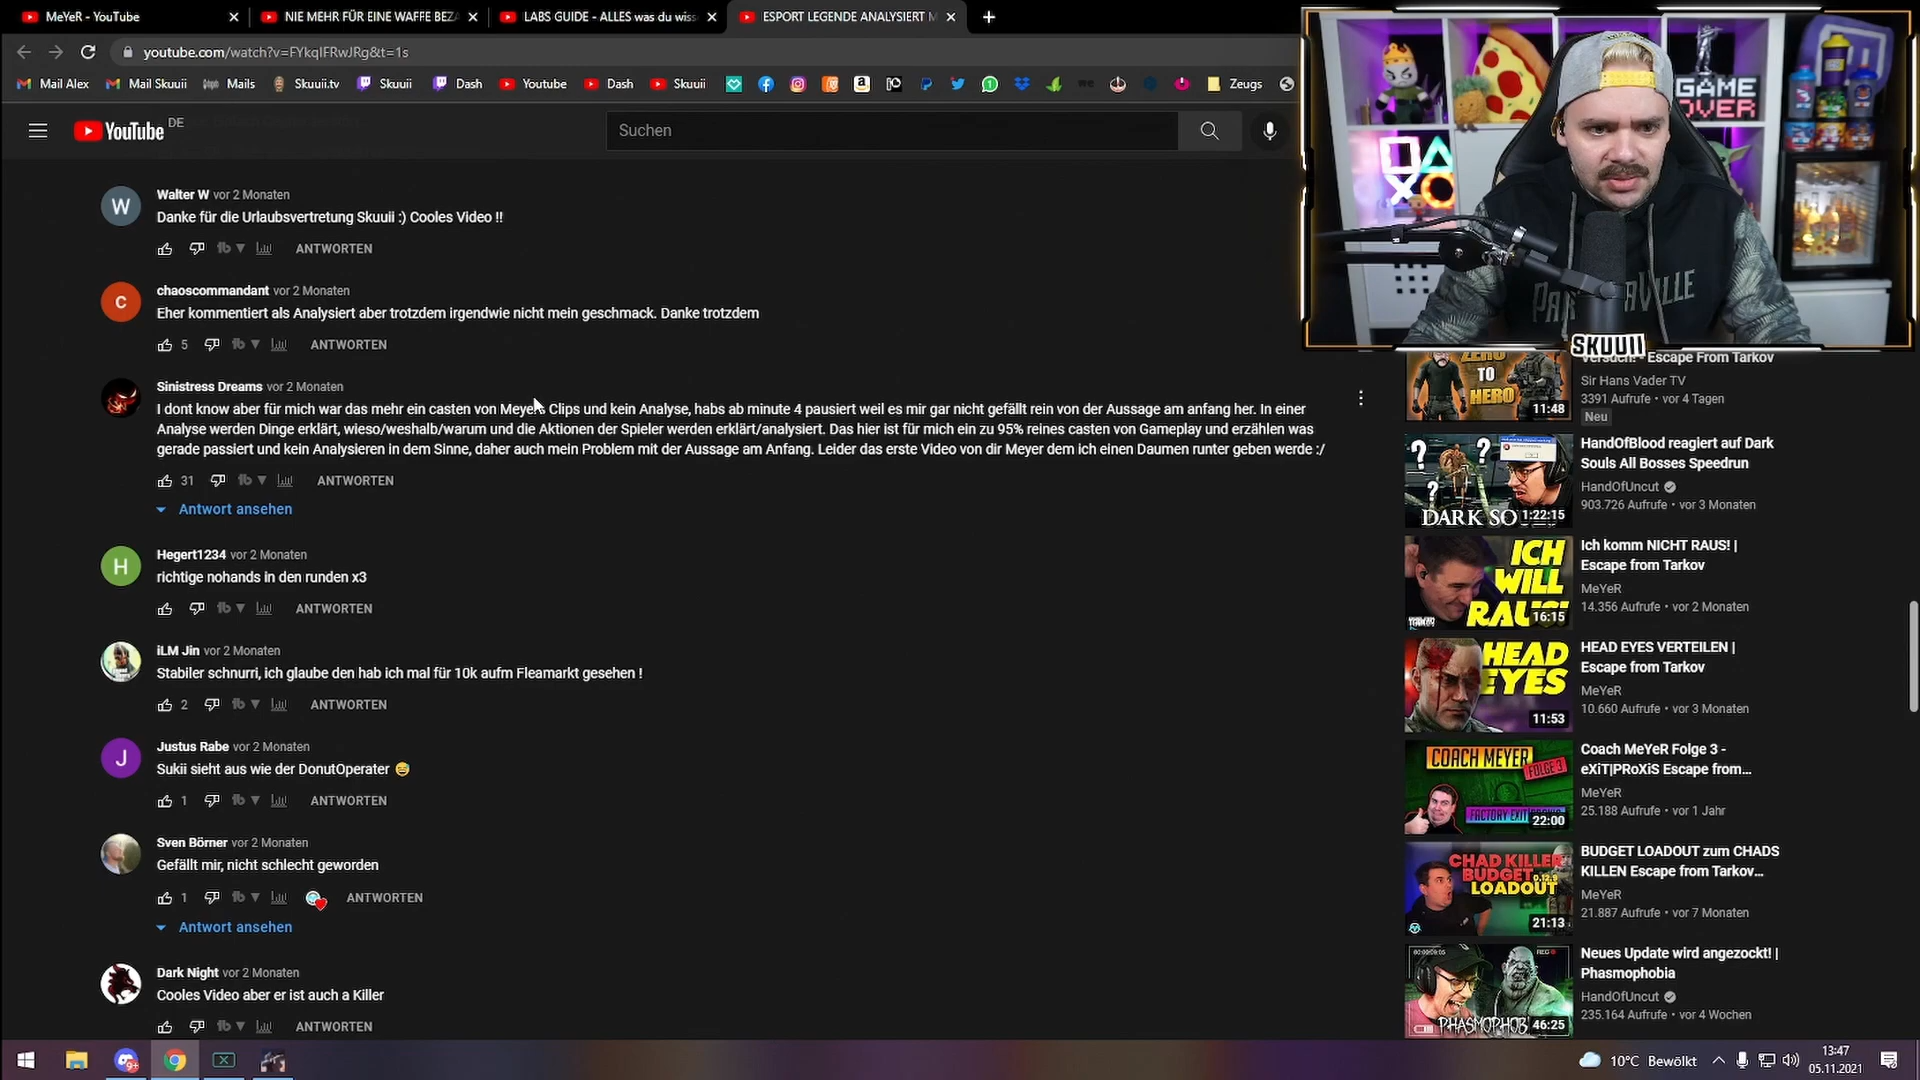 MeYeR - YouTube
NIE MEHR FÜR EINE WAFFE BEZA
LABS GUIDE - ALLES was du wiss
ESPORT LEGENDE ANALYSIERT M
youtube.com/watch?v=FYkqIFRwJRg&t=1s
Mail Alex
Mail Skuuii
Mails
Skuuii.tv
Skuuii
Dash
Youtube
Dash
Skuuii
Zeugs
YouTube DE
Suchen
GAME
OVER
SKUUII
Walter W vor 2 Monaten
Danke für die Urlaubsvertretung Skuuii :) Cooles Video !!
ANTWORTEN
chaoscommandant vor 2 Monaten
Eher kommentiert als Analysiert aber trotzdem irgendwie nicht mein geschmack. Danke trotzdem
5 ANTWORTEN
Sinistress Dreams vor 2 Monaten
I dont know aber für mich war das mehr ein casten von Meyers Clips und kein Analyse, habs ab minute 4 pausiert weil es mir gar nicht gefällt rein von der Aussage am anfang her. In einer
Analyse werden Dinge erklärt, wieso/weshalb/warum und die Aktionen der Spieler werden erklärt/analysiert. Das hier ist für mich ein zu 95% reines casten von Gameplay und erzählen was
gerade passiert und kein Analysieren in dem Sinne, daher auch mein Problem mit der Aussage am Anfang. Leider das erste Video von dir Meyer dem ich einen Daumen runter geben werde :/
31 ANTWORTEN
Antwort ansehen
H
Hegert1234 vor 2 Monaten
richtige nohands in den runden x3
ANTWORTEN
iLM Jin vor 2 Monaten
Stabiler schnurri, ich glaube den hab ich mal für 10k aufm Fleamarkt gesehen !
2 ANTWORTEN
J
Justus Rabe vor 2 Monaten
Sukii sieht aus wie der DonutOperater 😅
1 ANTWORTEN
Sven Börner vor 2 Monaten
Gefällt mir, nicht schlecht geworden
1 ANTWORTEN
Antwort ansehen
Dark Night vor 2 Monaten
Cooles Video aber er ist auch a Killer
ANTWORTEN
ZERO
TO
HERO
11:48
Versuch! - Escape From Tarkov
Sir Hans Vader TV
3391 Aufrufe • vor 4 Tagen
Neu
DARK SO
1:22:15
HandOfBlood reagiert auf Dark
Souls All Bosses Speedrun
HandOfUncut
903.726 Aufrufe • vor 3 Monaten
ICH
WILL
RAUS!
16:15
Ich komm NICHT RAUS! |
Escape from Tarkov
MeYeR
14.356 Aufrufe • vor 2 Monaten
HEAD
EYES
11:53
HEAD EYES VERTEILEN |
Escape from Tarkov
MeYeR
10.660 Aufrufe • vor 3 Monaten
COACH MEYER
FOLGE 3
22:00
Coach MeYeR Folge 3 -
eXiT|PRoXiS Escape from...
MeYeR
25.188 Aufrufe • vor 1 Jahr
CHAD KILLER
BUDGET 0.12.9
LOADOUT
21:13
BUDGET LOADOUT zum CHADS
KILLEN Escape from Tarkov...
MeYeR
21.887 Aufrufe • vor 7 Monaten
PHASMOPHOBI
46:25
Neues Update wird angezockt! |
Phasmophobia
HandOfUncut
235.164 Aufrufe • vor 4 Wochen
10°C Bewölkt
13:47
05.11.2021